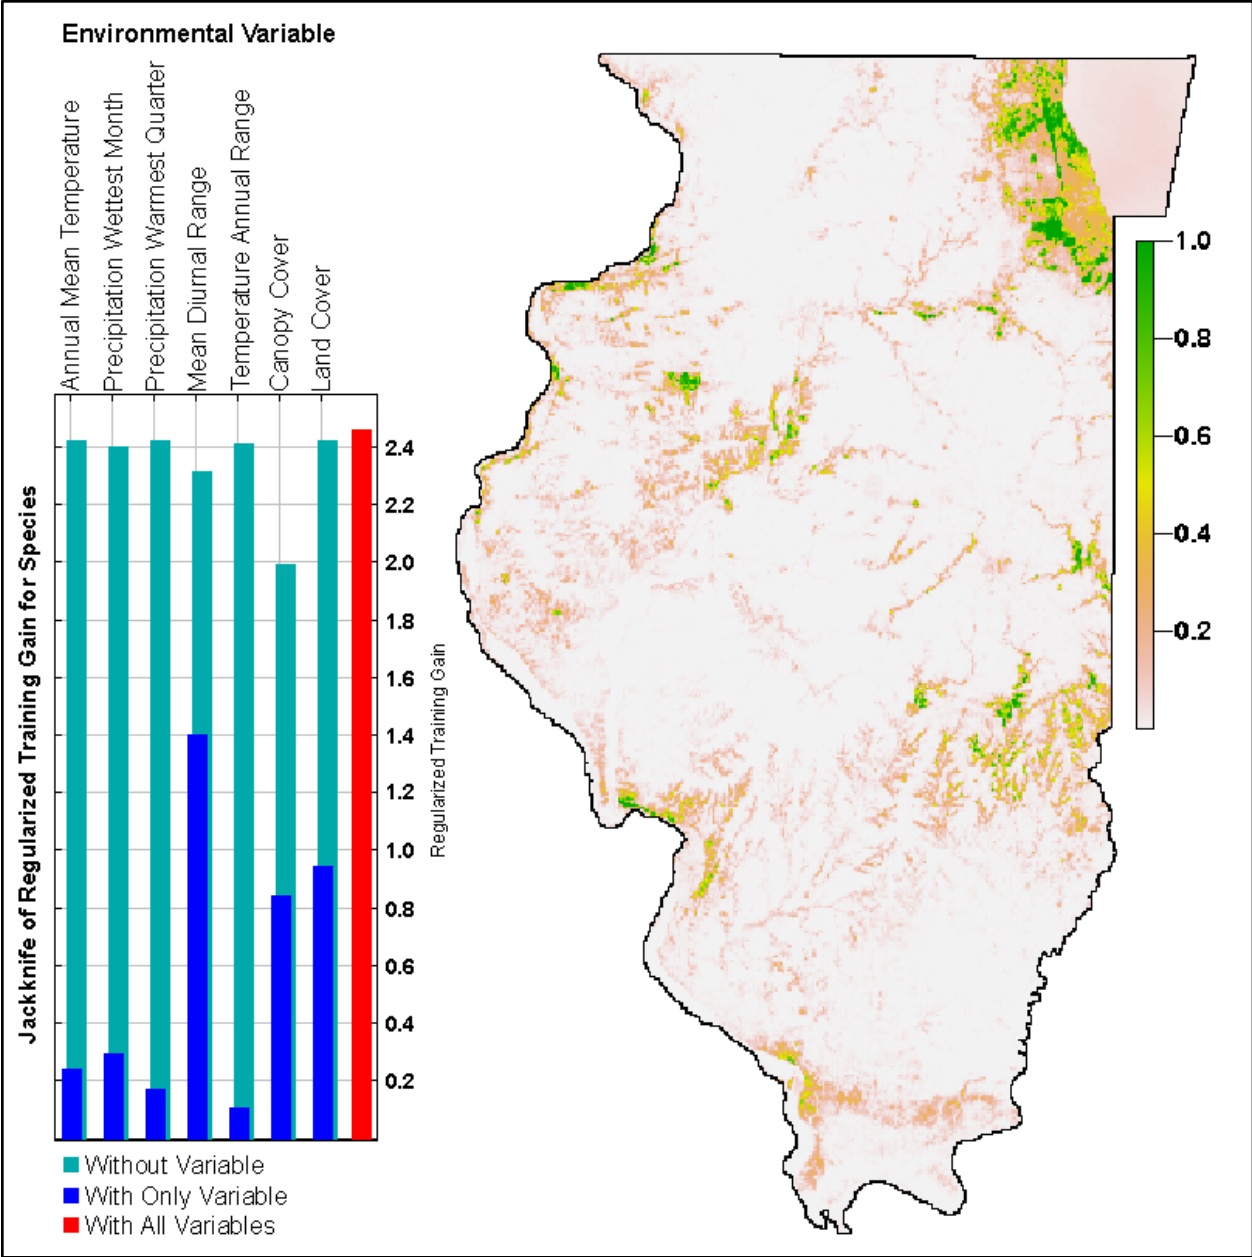 Environmental Variable
Annual Mean Temperature
Precipitation Wettest Month
Precipitation Warmest Quarter
Mean Diurnal Range
Temperature Annual Range
Canopy Cover
Land Cover
Jackknife of Regularized Training Gain for Species
2.4
2.2
2.0
1.8
1.6
1.4
1.2
1.0
0.8
0.6
0.4
0.2
Regularized Training Gain
Without Variable
With Only Variable
With All Variables
1.0
0.8
0.6
0.4
0.2